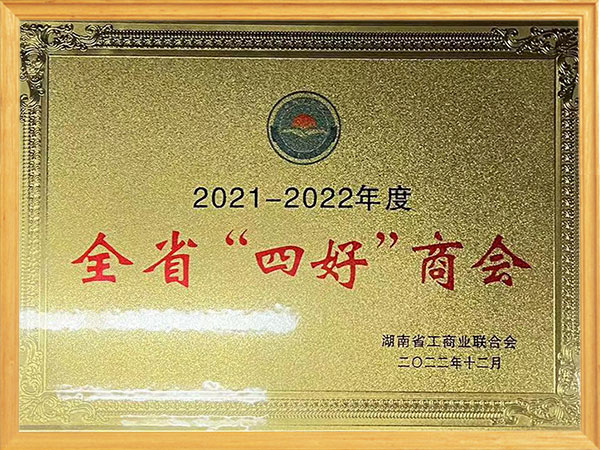 2021-2022年度
全省“四好”商会
湖南省工商业联合会
二〇二二年十二月